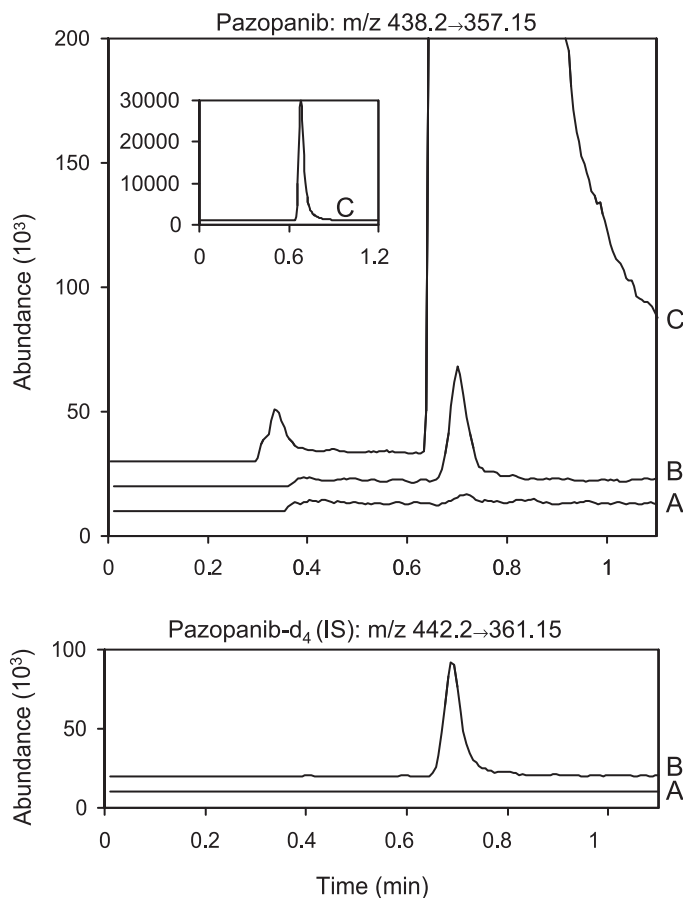 Pazopanib: m/z 438.2→357.15
200
150
100
50
0
Abundance (10³)
30000
20000
10000
0
C
0 0.6 1.2
C
B
A
0 0.2 0.4 0.6 0.8 1
Pazopanib-d₄ (IS): m/z 442.2→361.15
100
50
0
Abundance (10³)
B
A
0 0.2 0.4 0.6 0.8 1
Time (min)